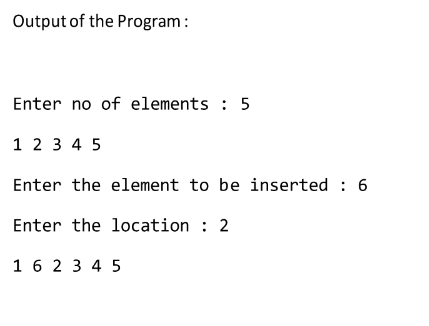 Output of the Program :
Enter no of elements : 5
1 2 3 4 5
Enter the element to be inserted : 6
Enter the location : 2
1 6 2 3 4 5